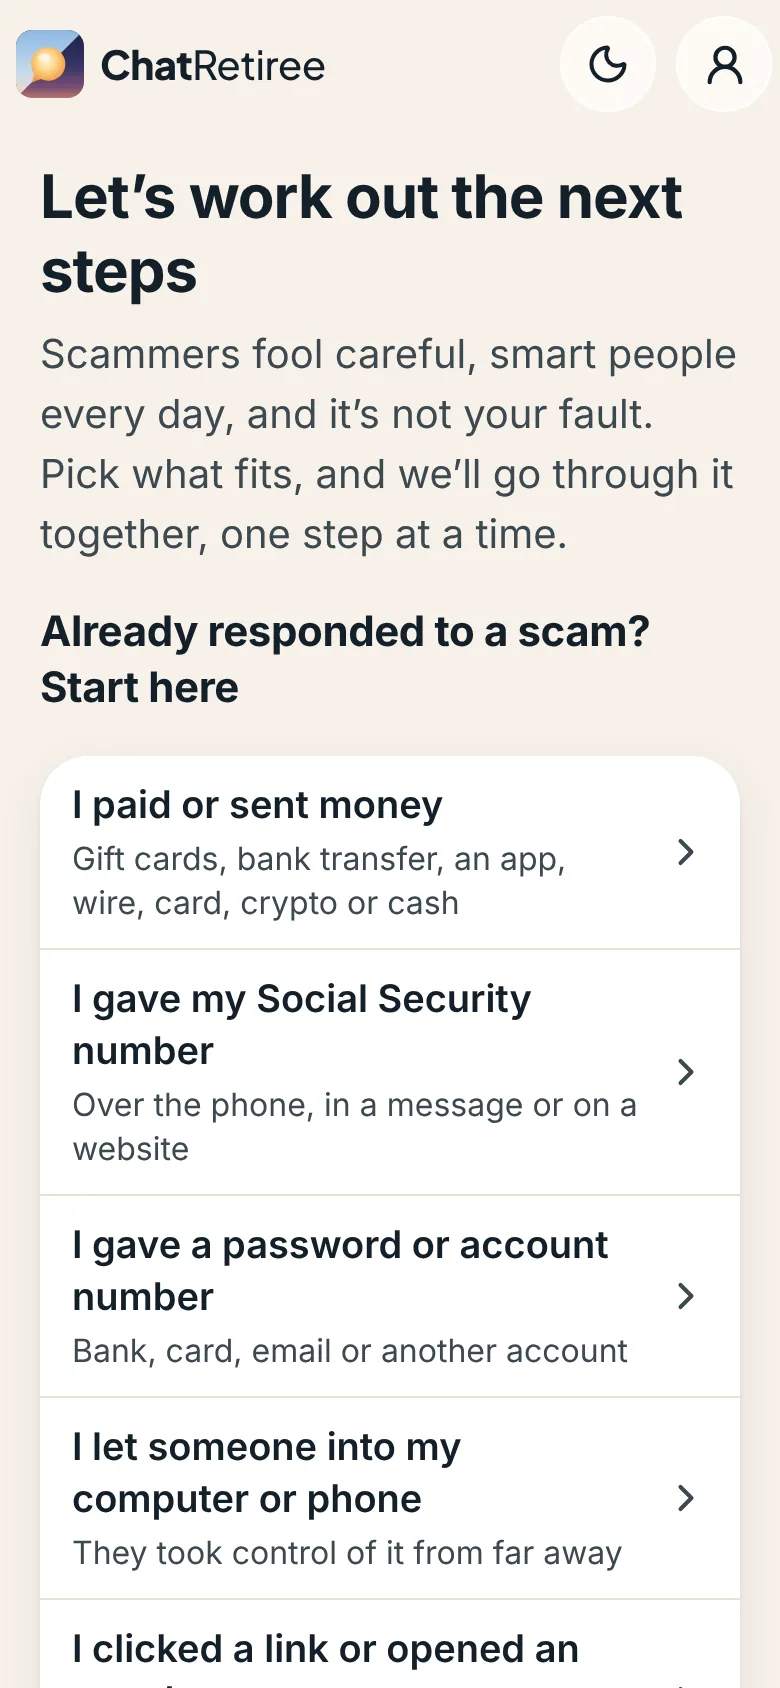 ChatRetiree
Let’s work out the next
steps
Scammers fool careful, smart people
every day, and it’s not your fault.
Pick what fits, and we’ll go through it
together, one step at a time.
Already responded to a scam?
Start here
I paid or sent money
Gift cards, bank transfer, an app,
wire, card, crypto or cash
I gave my Social Security
number
Over the phone, in a message or on a
website
I gave a password or account
number
Bank, card, email or another account
I let someone into my
computer or phone
They took control of it from far away
I clicked a link or opened an